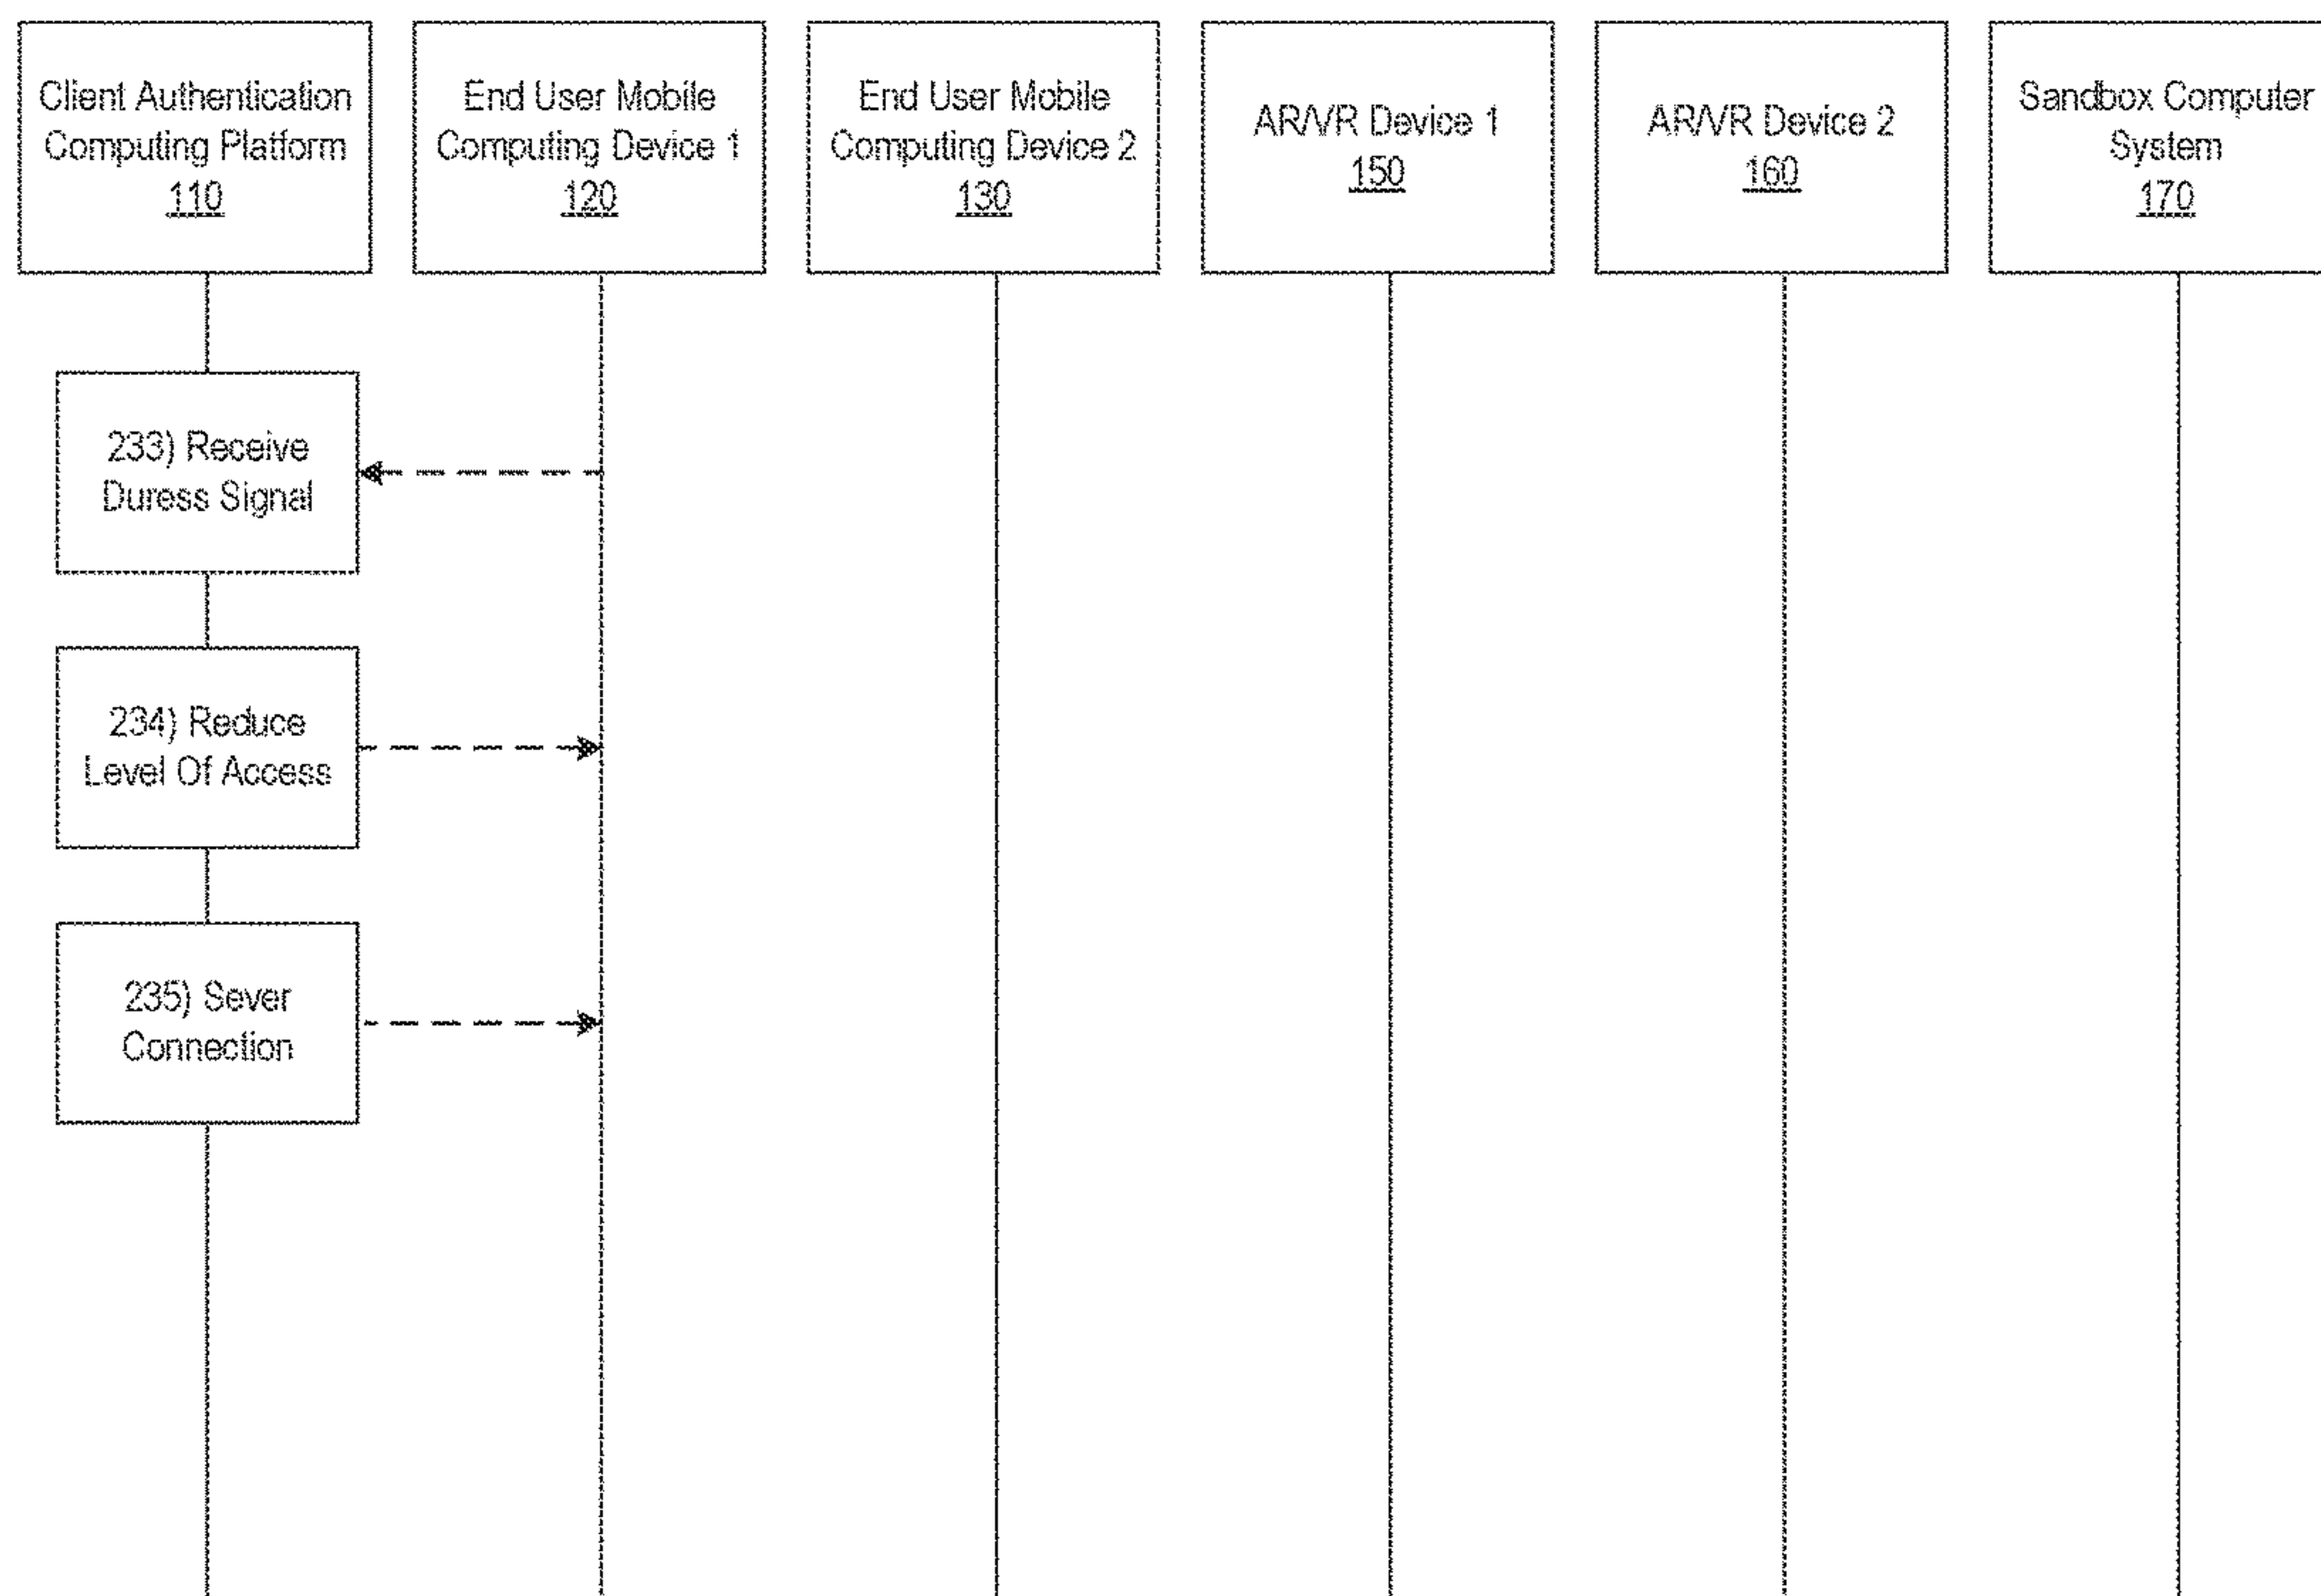 Client Authentication
Computing Platform
110
End User Mobile
Computing Device 1
120
End User Mobile
Computing Device 2
130
AR/VR Device 1
150
AR/VR Device 2
160
Sandbox Computer
System
170
233) Receive
Duress Signal
234) Reduce
Level Of Access
235) Sever
Connection